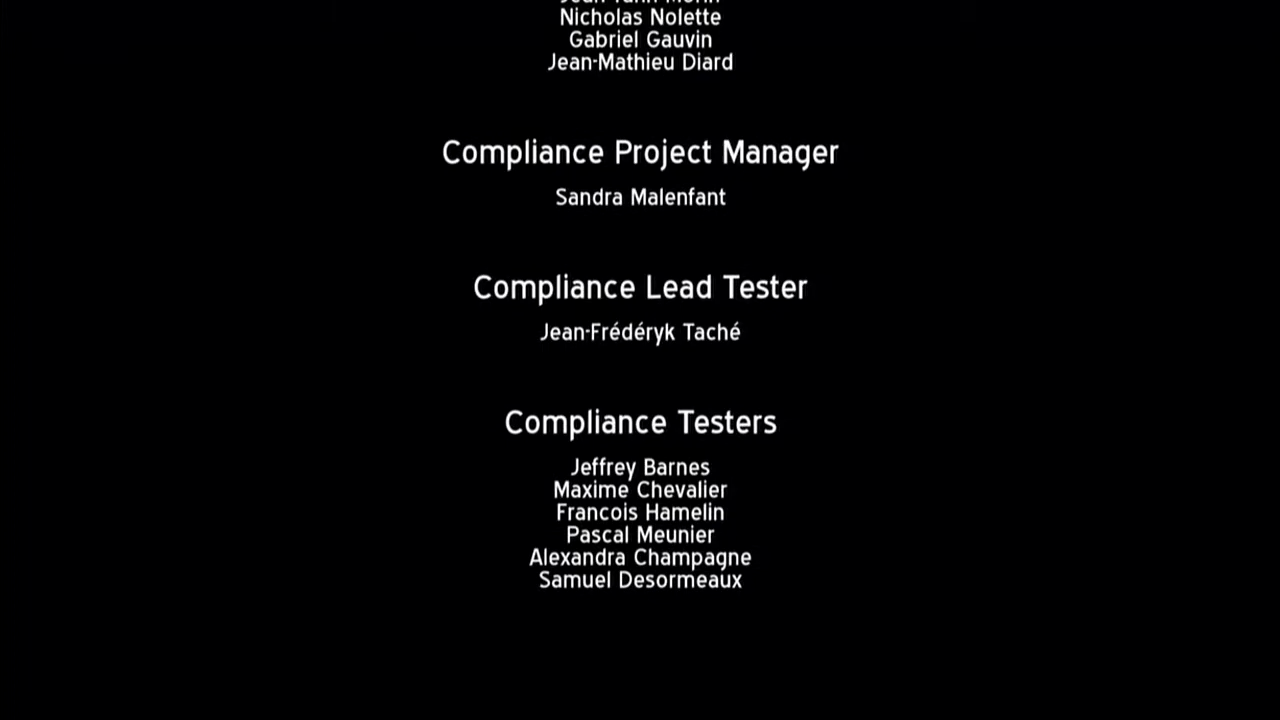 Nicholas Nolette
Gabriel Gauvin
Jean-Mathieu Diard
Compliance Project Manager
Sandra Malenfant
Compliance Lead Tester
Jean-Frédéryk Taché
Compliance Testers
Jeffrey Barnes
Maxime Chevalier
Francois Hamelin
Pascal Meunier
Alexandra Champagne
Samuel Desormeaux